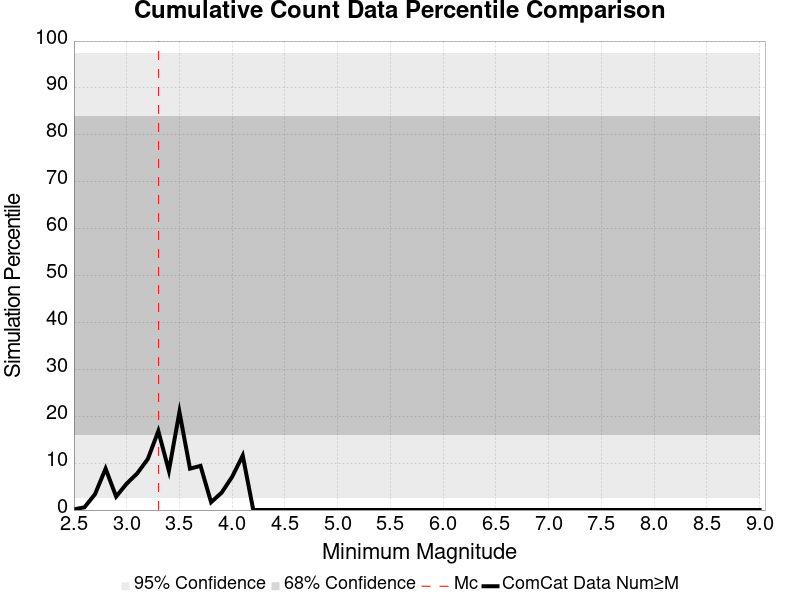 Cumulative Count Data Percentile Comparison
100
90
80
70
60
50
40
30
20
10
0
Simulation Percentile
2.5 3.0 3.5 4.0 4.5 5.0 5.5 6.0 6.5 7.0 7.5 8.0 8.5 9.0
Minimum Magnitude
95% Confidence 68% Confidence Mc ComCat Data Num≥M